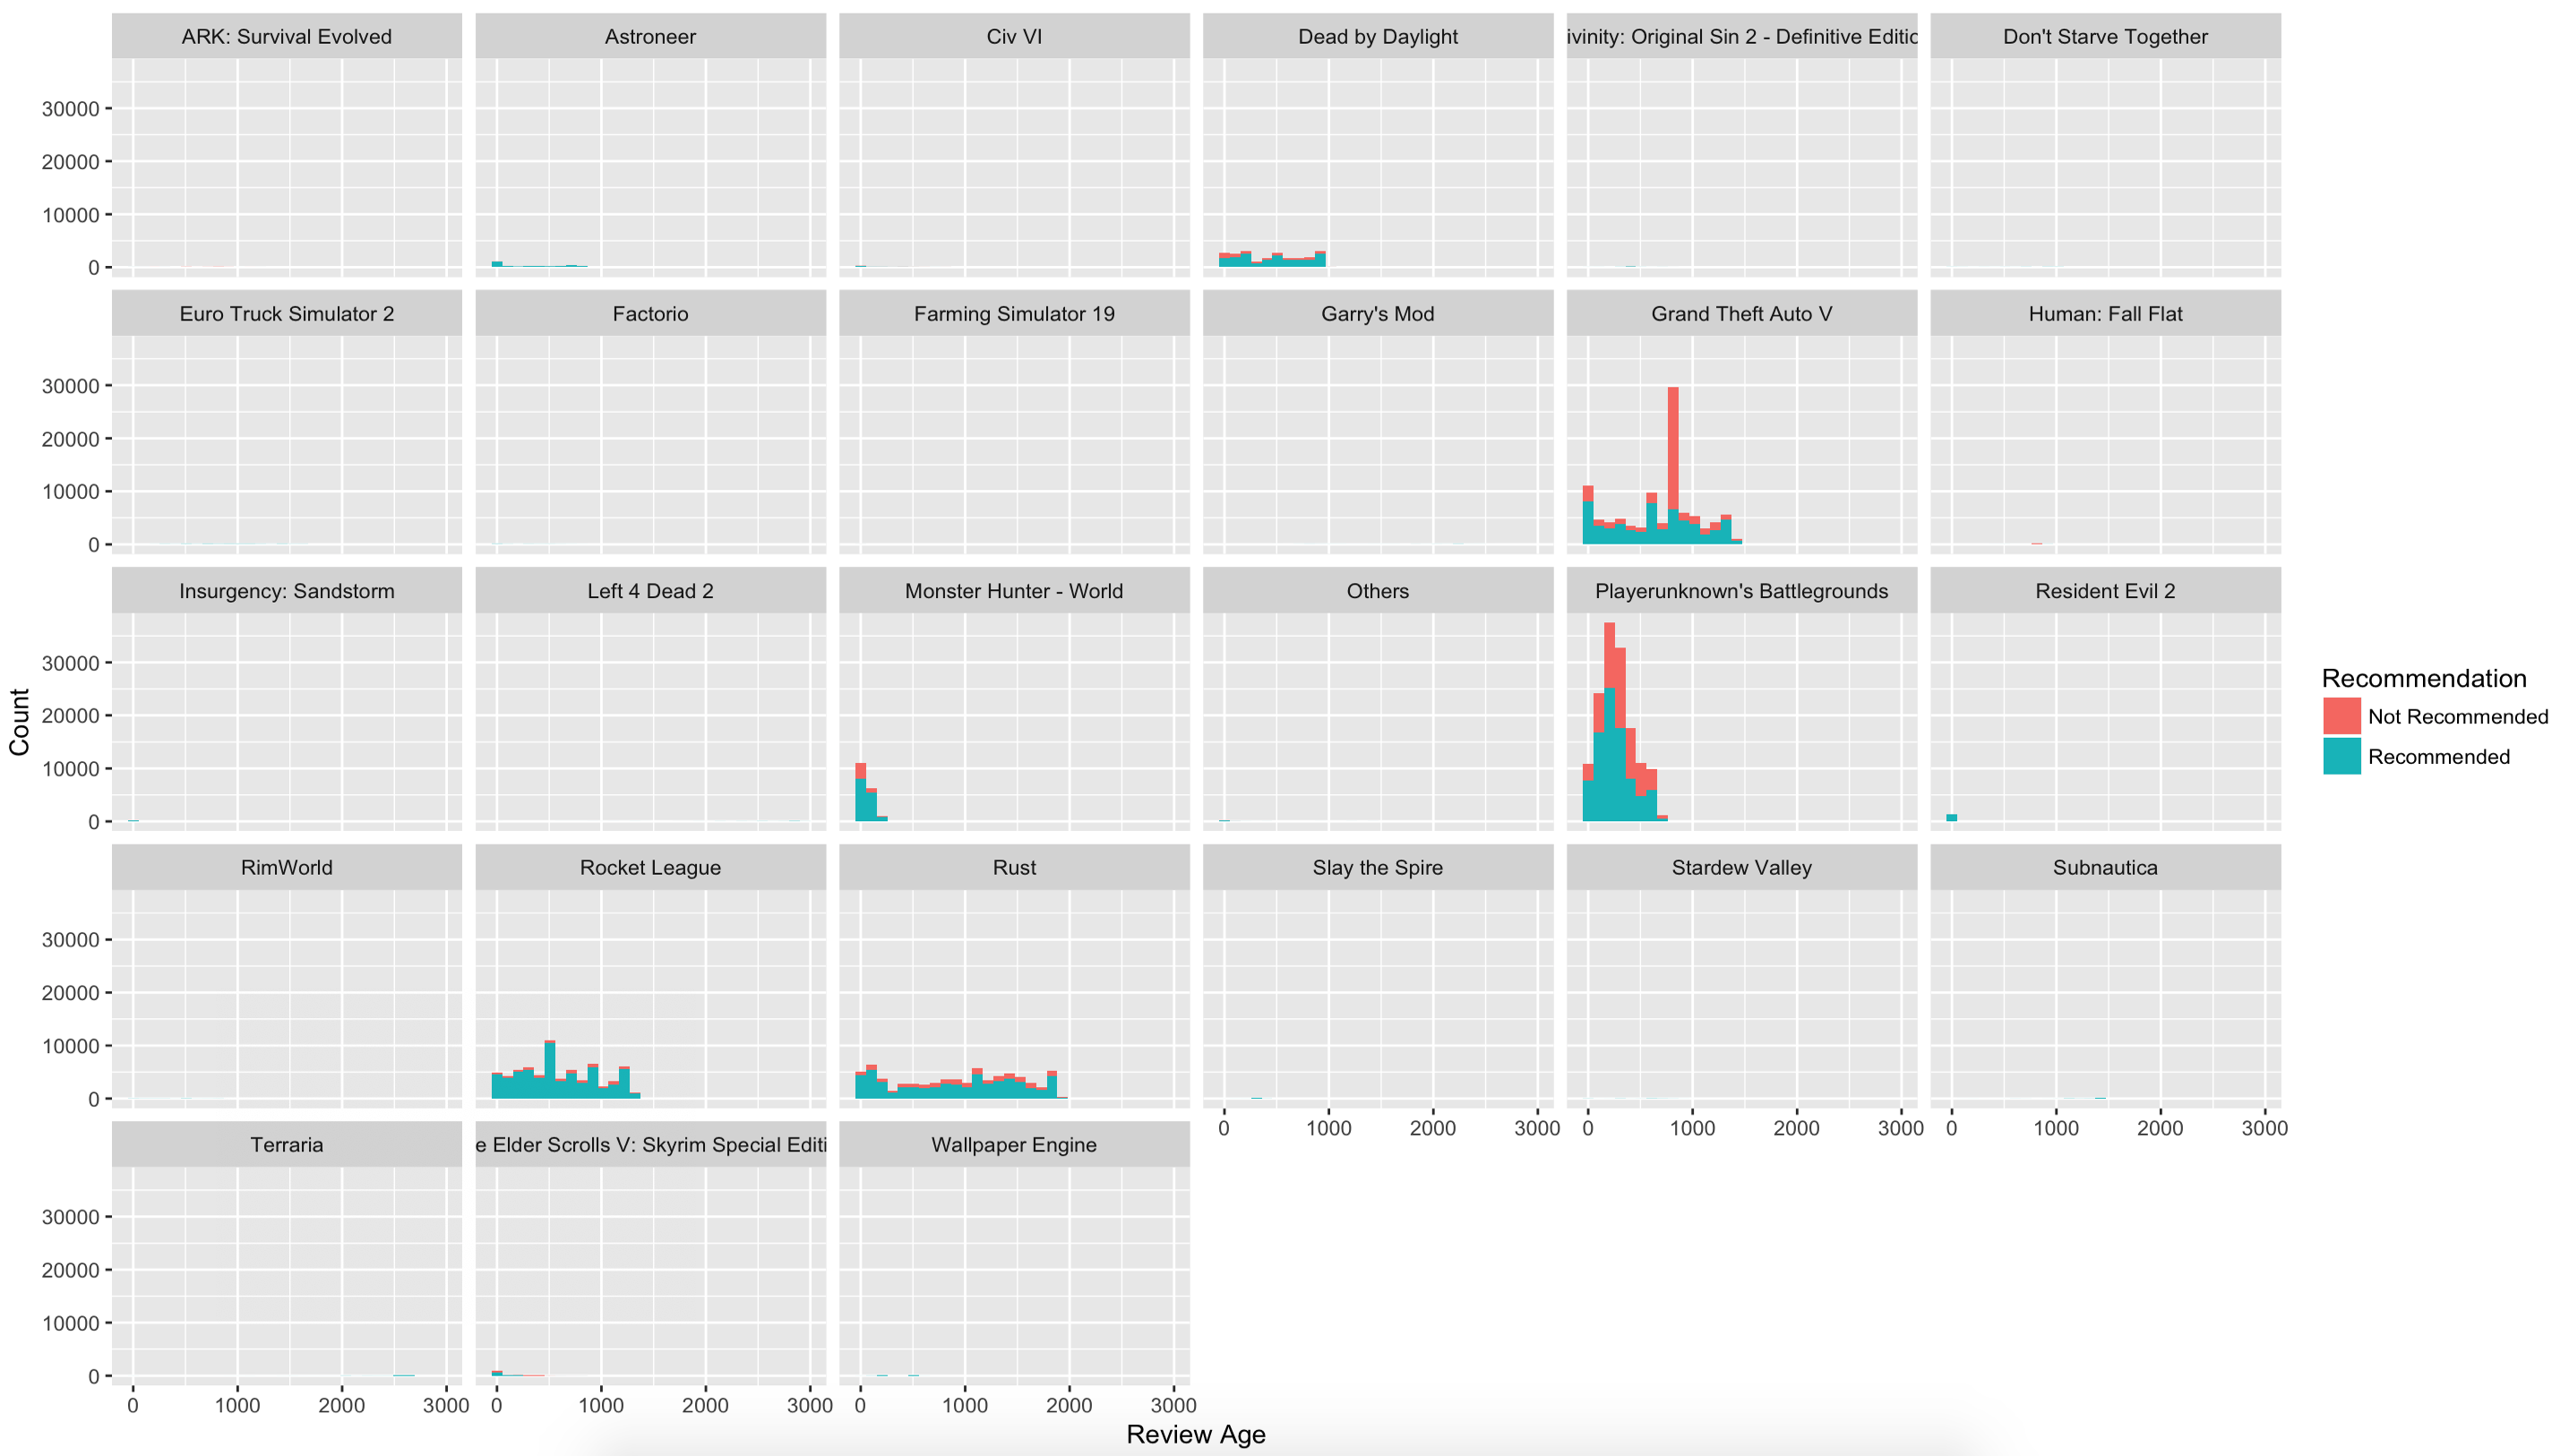 ARK: Survival Evolved
Astroneer
Civ VI
Dead by Daylight
ivinity: Original Sin 2 - Definitive Editio
Don't Starve Together
30000
20000
10000
0
Euro Truck Simulator 2
Factorio
Farming Simulator 19
Garry's Mod
Grand Theft Auto V
Human: Fall Flat
30000
20000
10000
0
Insurgency: Sandstorm
Left 4 Dead 2
Monster Hunter - World
Others
Playerunknown's Battlegrounds
Resident Evil 2
30000
20000
10000
0
Count
Recommendation
Not Recommended
Recommended
RimWorld
Rocket League
Rust
Slay the Spire
Stardew Valley
Subnautica
30000
20000
10000
0
0 1000 2000 3000
0 1000 2000 3000
0 1000 2000 3000
Terraria
e Elder Scrolls V: Skyrim Special Editi
Wallpaper Engine
30000
20000
10000
0
0 1000 2000 3000
0 1000 2000 3000
0 1000 2000 3000
Review Age